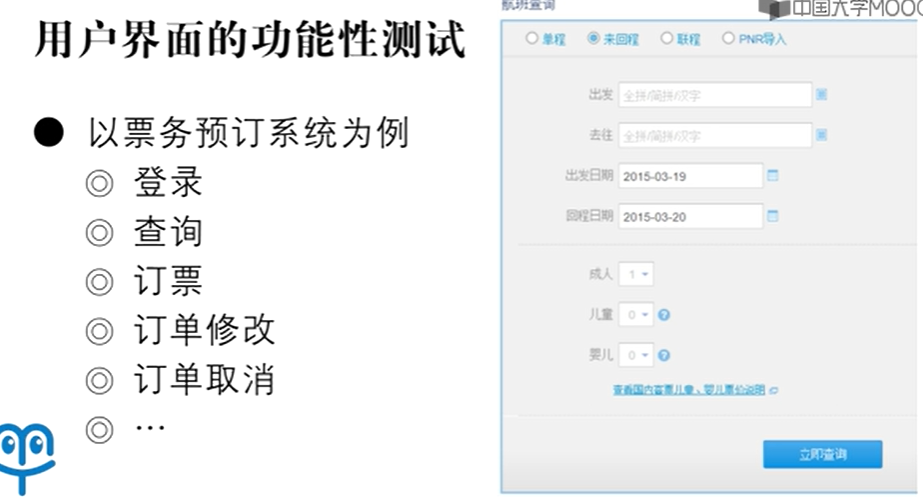 用户界面的功能性测试
● 以票务预订系统为例
◎ 登录
◎ 查询
◎ 订票
◎ 订单修改
◎ 订单取消
◎ …
航班查询
中国大学MOOC
单程 来回程 联程 PNR导入
出发 全拼/简拼/汉字
去往 全拼/简拼/汉字
出发日期 2015-03-19
回程日期 2015-03-20
成人 1
儿童 0
婴儿 0
查看国内客票儿童、婴儿票价说明
立即查询